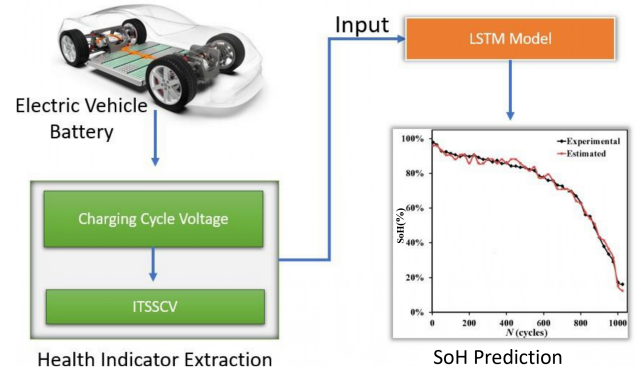 Input
LSTM Model
Electric Vehicle
Battery
Charging Cycle Voltage
ITSSCV
Health Indicator Extraction
100%
80%
60%
40%
20%
0%
SoH(%)
Experimental
Estimated
0 200 400 600 800 1000
N (cycles)
SoH Prediction